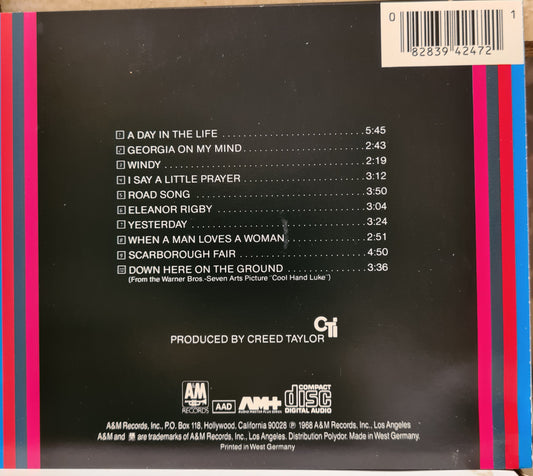 0 1
82839 42472
1 A DAY IN THE LIFE 5:45
2 GEORGIA ON MY MIND 2:43
3 WINDY 2:19
4 I SAY A LITTLE PRAYER 3:12
5 ROAD SONG 3:50
6 ELEANOR RIGBY 3:04
7 YESTERDAY 3:24
8 WHEN A MAN LOVES A WOMAN 2:51
9 SCARBOROUGH FAIR 4:50
10 DOWN HERE ON THE GROUND 3:36
(From the Warner Bros.-Seven Arts Picture "Cool Hand Luke")
CTi
PRODUCED BY CREED TAYLOR
A&M RECORDS
AAD
AM+ AUDIO MASTER PLUS SERIES
COMPACT disc DIGITAL AUDIO
A&M Records, Inc., P.O. Box 118, Hollywood, California 90028 ℗ 1968 A&M Records, Inc., Los Angeles
A&M and are trademarks of A&M Records, Inc., Los Angeles. Distribution Polydor. Made in West Germany.
Printed in West Germany